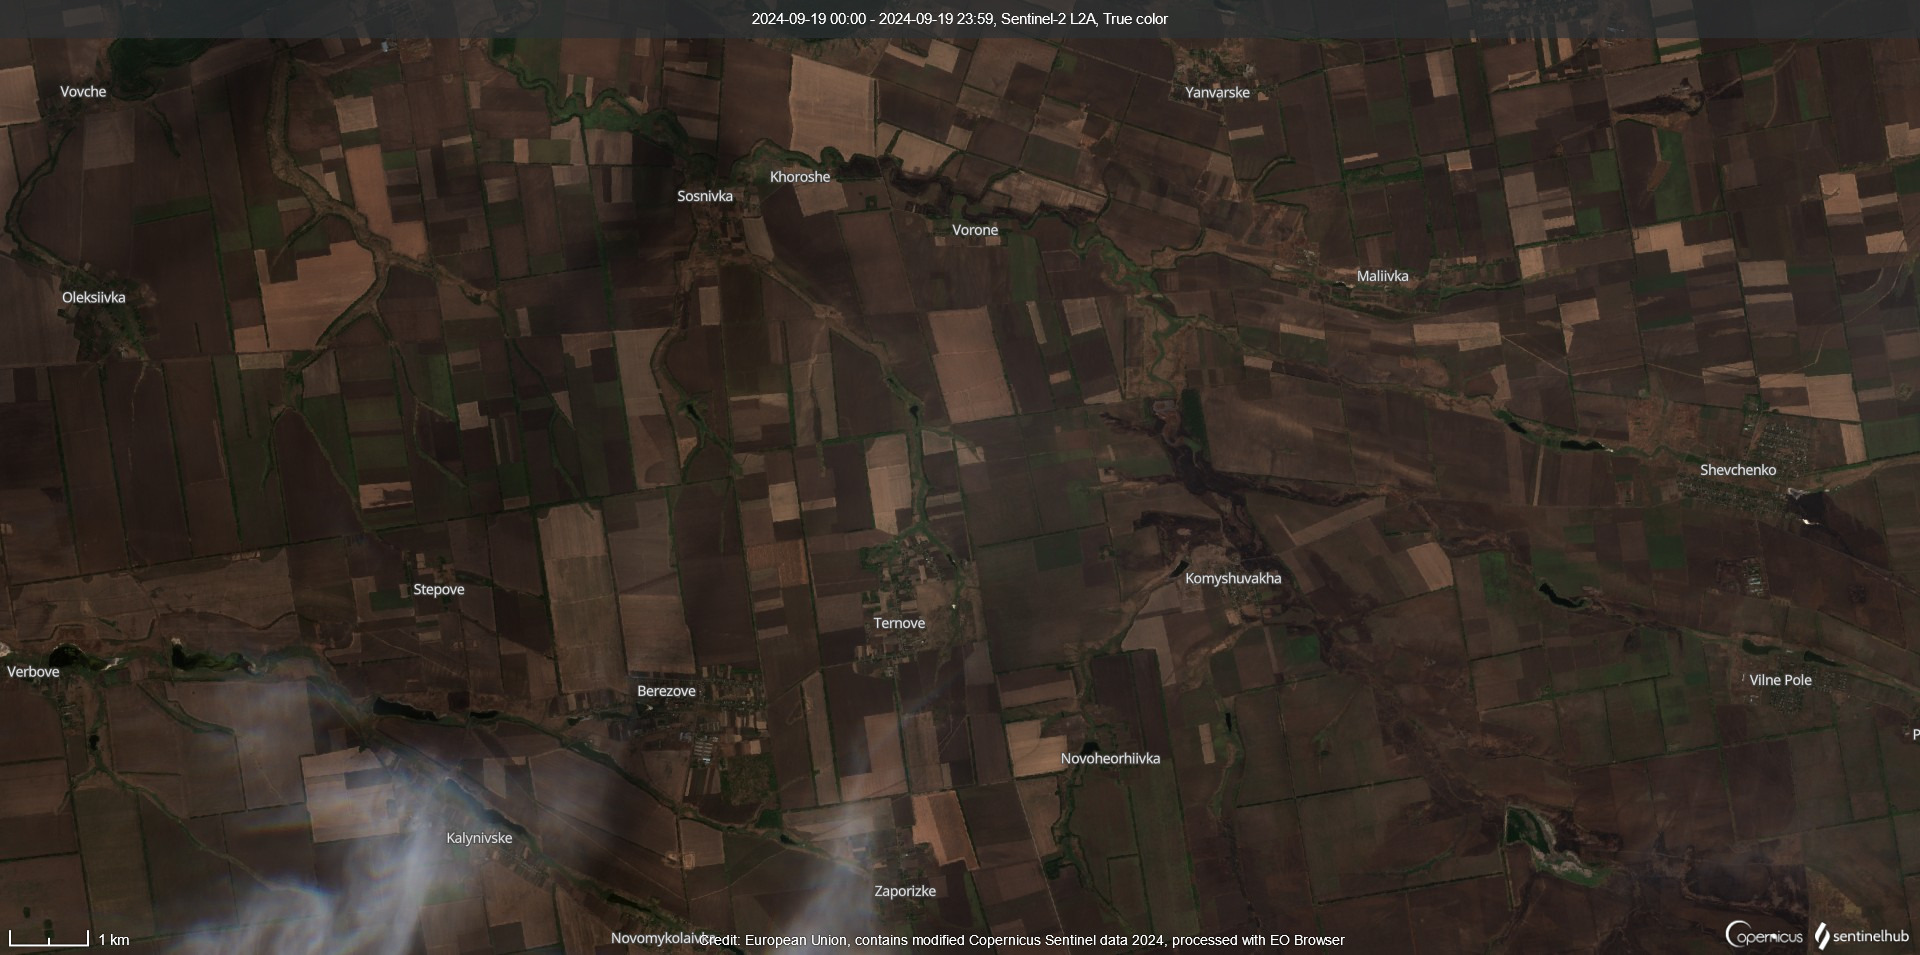 2024-09-19 00:00 - 2024-09-19 23:59, Sentinel-2 L2A, True color
Vovche
Yanvarske
Khoroshe
Sosnivka
Vorone
Maliivka
Oleksiivka
Shevchenko
Komyshuvakha
Stepove
Ternove
Verbove
Vilne Pole
Berezove
P
Novoheorhiivka
Kalynivske
Zaporizke
Novomykolaivka
1 km
Credit: European Union, contains modified Copernicus Sentinel data 2024, processed with EO Browser
Copernicus
sentinelhub